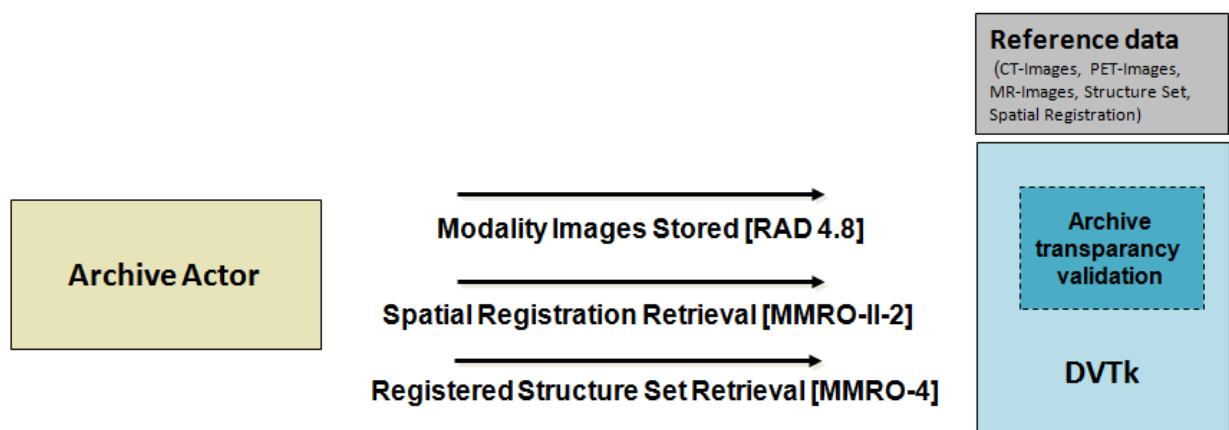 Reference data
(CT-Images, PET-Images,
MR-Images, Structure Set,
Spatial Registration)
Archive Actor
Modality Images Stored [RAD 4.8]
Spatial Registration Retrieval [MMRO-II-2]
Registered Structure Set Retrieval [MMRO-4]
Archive
transparancy
validation
DVTk